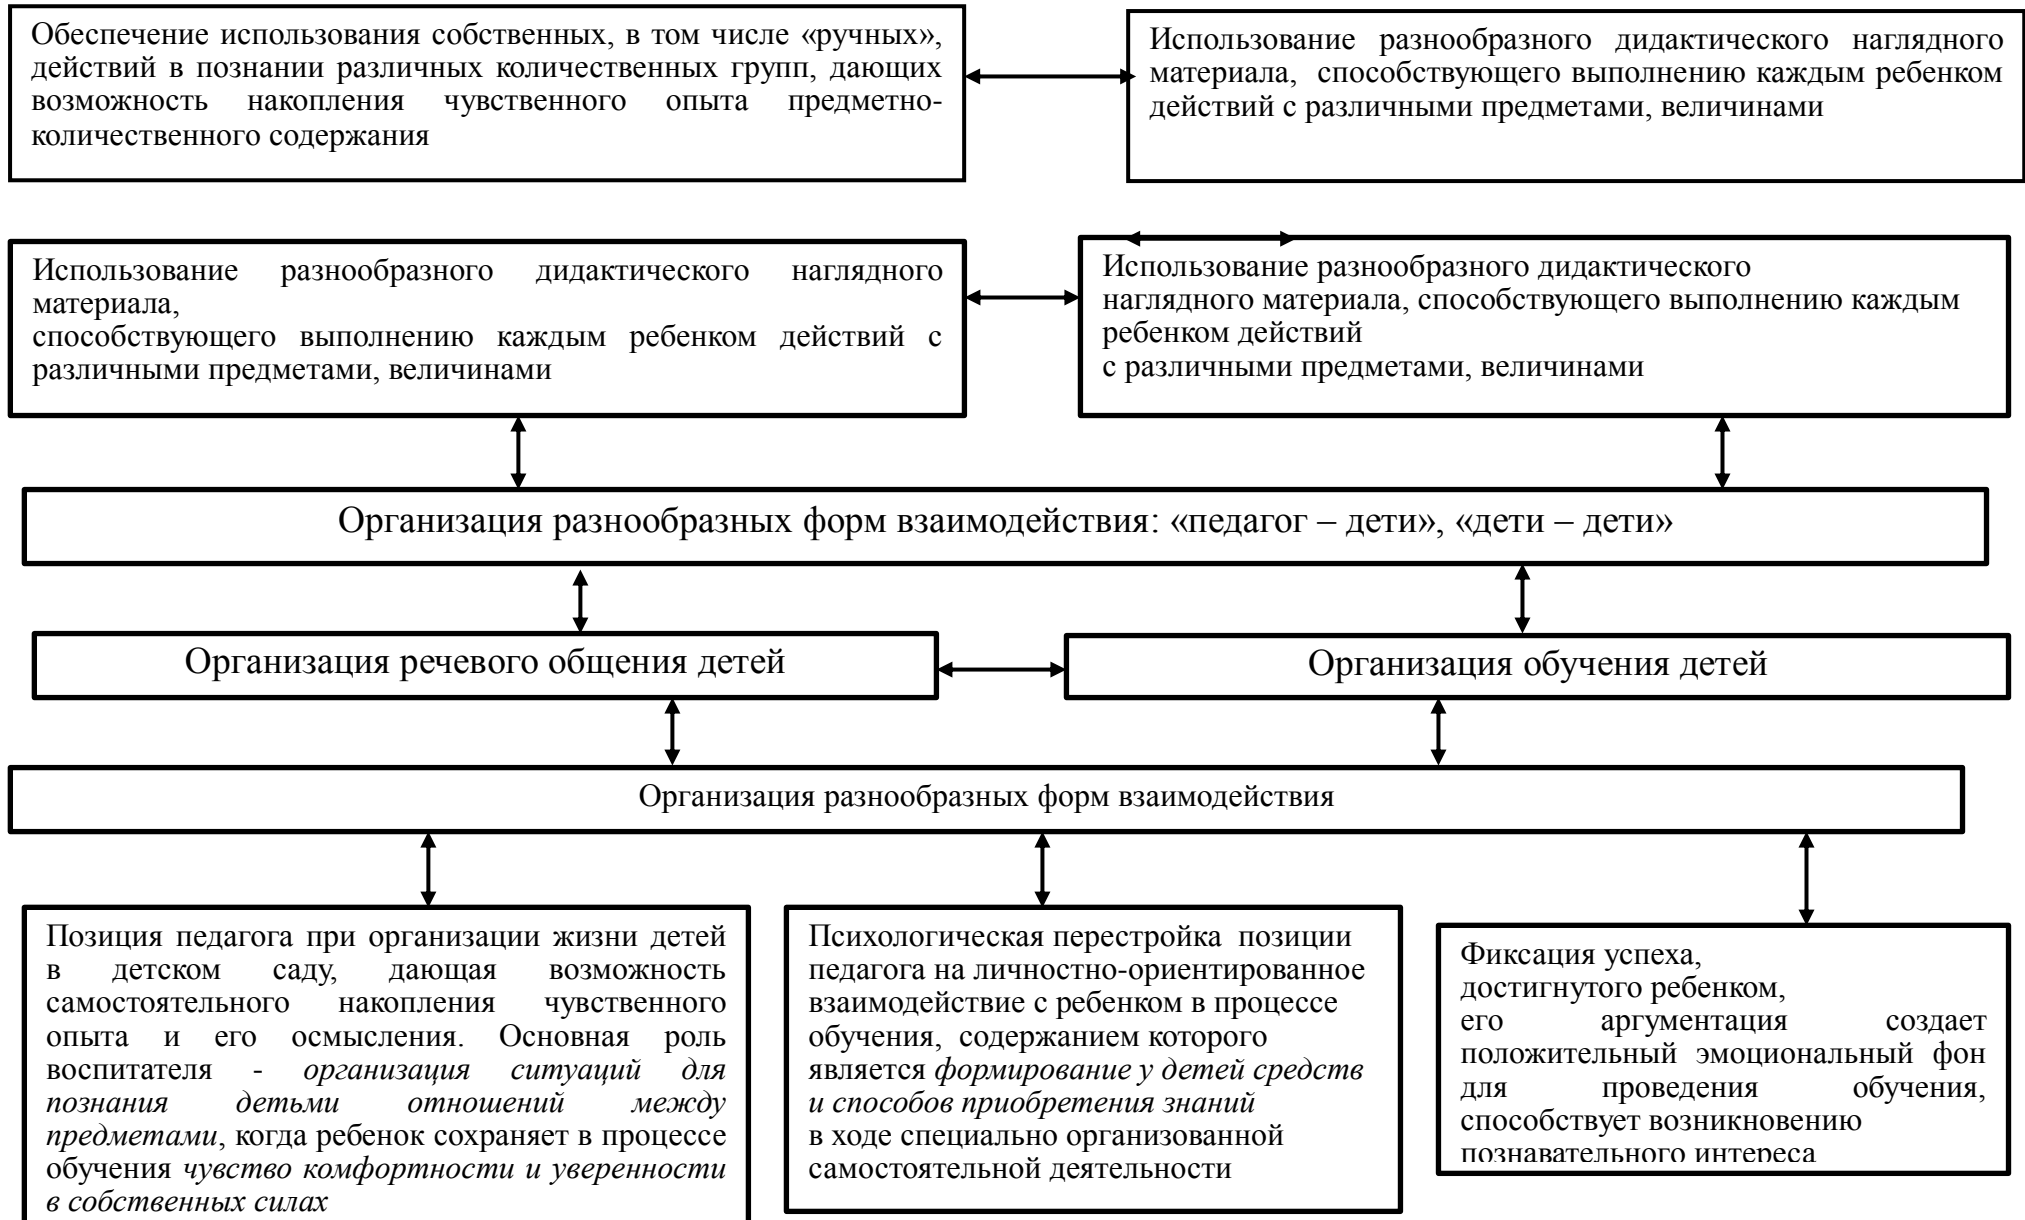 Обеспечение использования собственных, в том числе «ручных»,
действий в познании различных количественных групп, дающих
возможность накопления чувственного опыта предметно-
количественного содержания
Использование разнообразного дидактического наглядного
материала, способствующего выполнению каждым ребенком
действий с различными предметами, величинами
Использование разнообразного дидактического наглядного
материала,
способствующего выполнению каждым ребенком действий с
различными предметами, величинами
Использование разнообразного дидактического
наглядного материала, способствующего выполнению каждым
ребенком действий
с различными предметами, величинами
Организация разнообразных форм взаимодействия: «педагог – дети», «дети – дети»
Организация речевого общения детей
Организация обучения детей
Организация разнообразных форм взаимодействия
Позиция педагога при организации жизни детей
в детском саду, дающая возможность
самостоятельного накопления чувственного
опыта и его осмысления. Основная роль
воспитателя - организация ситуаций для
познания детьми отношений между
предметами, когда ребенок сохраняет в процессе
обучения чувство комфортности и уверенности
в собственных силах
Психологическая перестройка позиции
педагога на личностно-ориентированное
взаимодействие с ребенком в процессе
обучения, содержанием которого
является формирование у детей средств
и способов приобретения знаний
в ходе специально организованной
самостоятельной деятельности
Фиксация успеха,
достигнутого ребенком,
его аргументация создает
положительный эмоциональный фон
для проведения обучения,
способствует возникновению
познавательного интереса